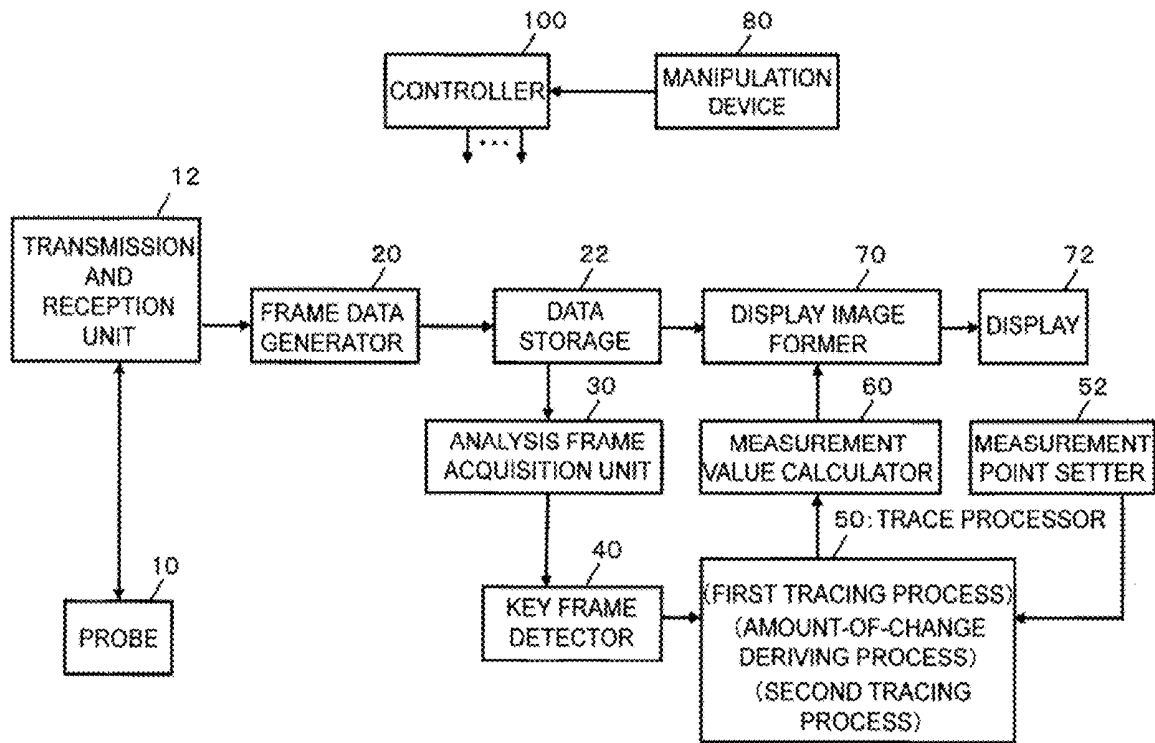 100
80
CONTROLLER
MANIPULATION
DEVICE
12
TRANSMISSION
AND
RECEPTION
UNIT
20
22
70
72
FRAME DATA
GENERATOR
DATA
STORAGE
DISPLAY IMAGE
FORMER
DISPLAY
30
60
52
ANALYSIS FRAME
ACQUISITION UNIT
MEASUREMENT
VALUE CALCULATOR
MEASUREMENT
POINT SETTER
50: TRACE PROCESSOR
10
PROBE
40
KEY FRAME
DETECTOR
(FIRST TRACING PROCESS)
(AMOUNT-OF-CHANGE
DERIVING PROCESS)
(SECOND TRACING
PROCESS)